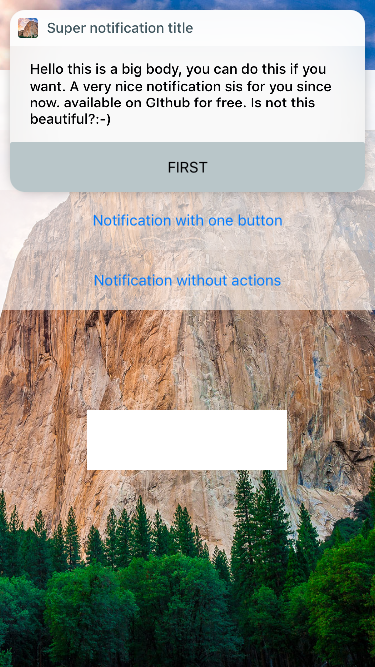 Super notification title
Hello this is a big body, you can do this if you
want. A very nice notification sis for you since
now. available on GIthub for free. Is not this
beautiful?:-)
FIRST
Notification with one button
Notification without actions